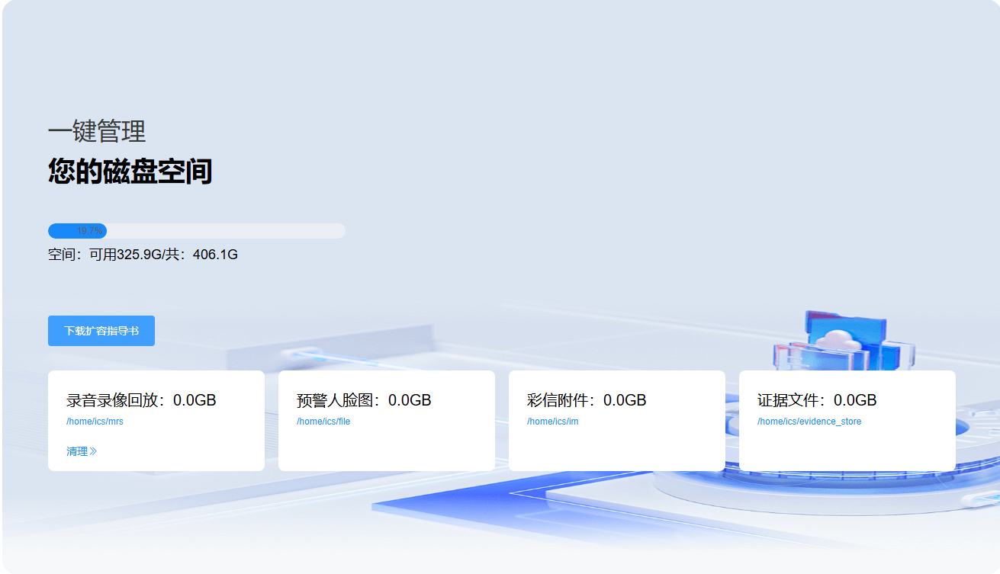 一键管理
您的磁盘空间
19.7%
空间：可用325.9G/共：406.1G
下载扩容指导书
录音录像回放：0.0GB
/home/ics/mrs
清理
预警人脸图：0.0GB
/home/ics/file
彩信附件：0.0GB
/home/ics/im
证据文件：0.0GB
/home/ics/evidence_store